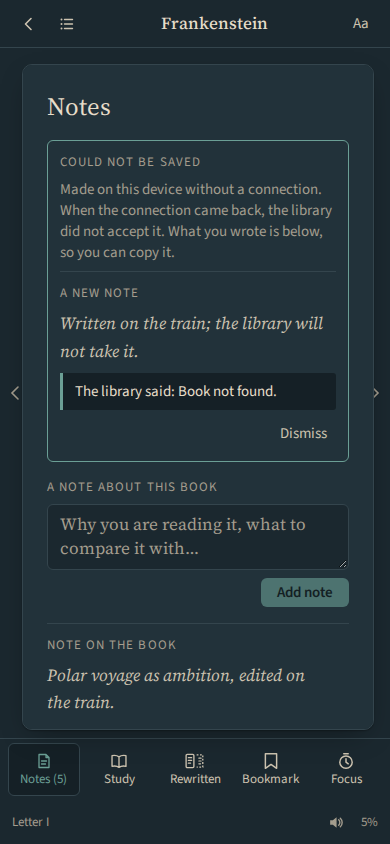 Frankenstein
Aa
Notes
COULD NOT BE SAVED
Made on this device without a connection.
When the connection came back, the library
did not accept it. What you wrote is below,
so you can copy it.
A NEW NOTE
Written on the train; the library will
not take it.
The library said: Book not found.
Dismiss
A NOTE ABOUT THIS BOOK
Why you are reading it, what to
compare it with…
Add note
NOTE ON THE BOOK
Polar voyage as ambition, edited on
the train.
Notes (5)
Study
Rewritten
Bookmark
Focus
Letter I
5%